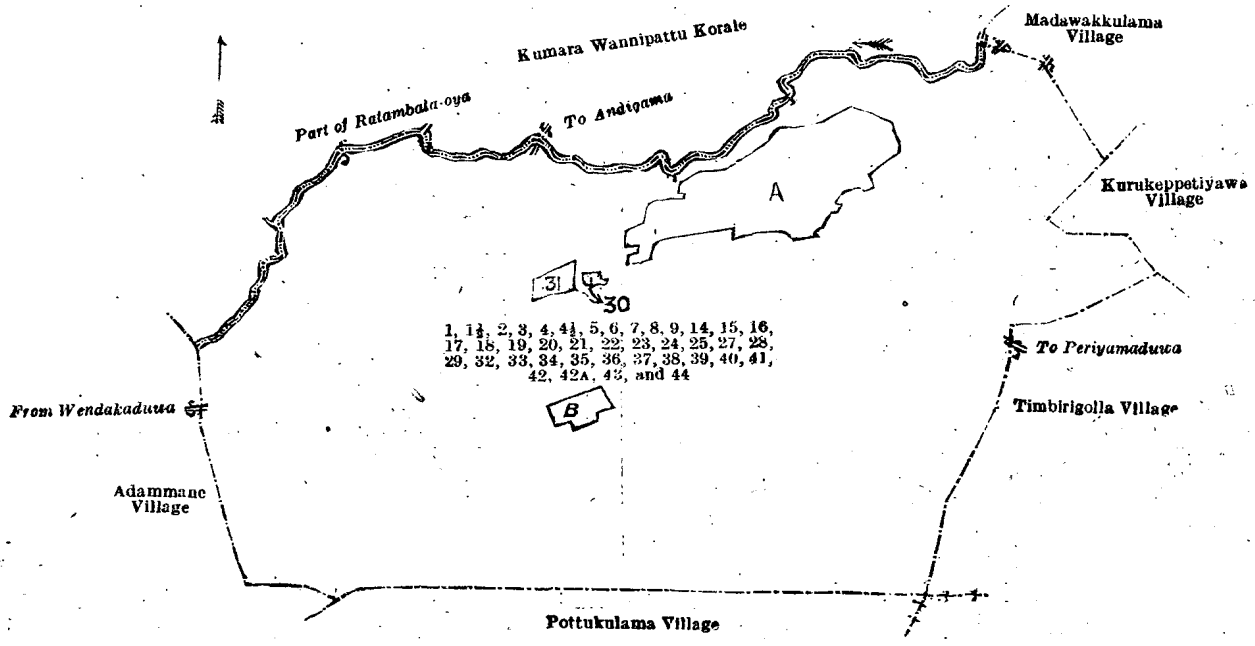 Madawakkulama
Village
Kumara Wannipattu Korale
Part of Ratambala-oya
To Andigama
A
Kurukeppetiyawa
Village
31
30
1, 1½, 2, 3, 4, 4½, 5, 6, 7, 8, 9, 14, 15, 16,
17, 18, 19, 20, 21, 22, 23, 24, 25, 27, 28,
29, 32, 33, 34, 35, 36, 37, 38, 39, 40, 41,
42, 42A, 43, and 44
To Periyamaduwa
From Wendakaduwa
B
Timbirigolla Village
Adammane
Village
Pottukulama Village